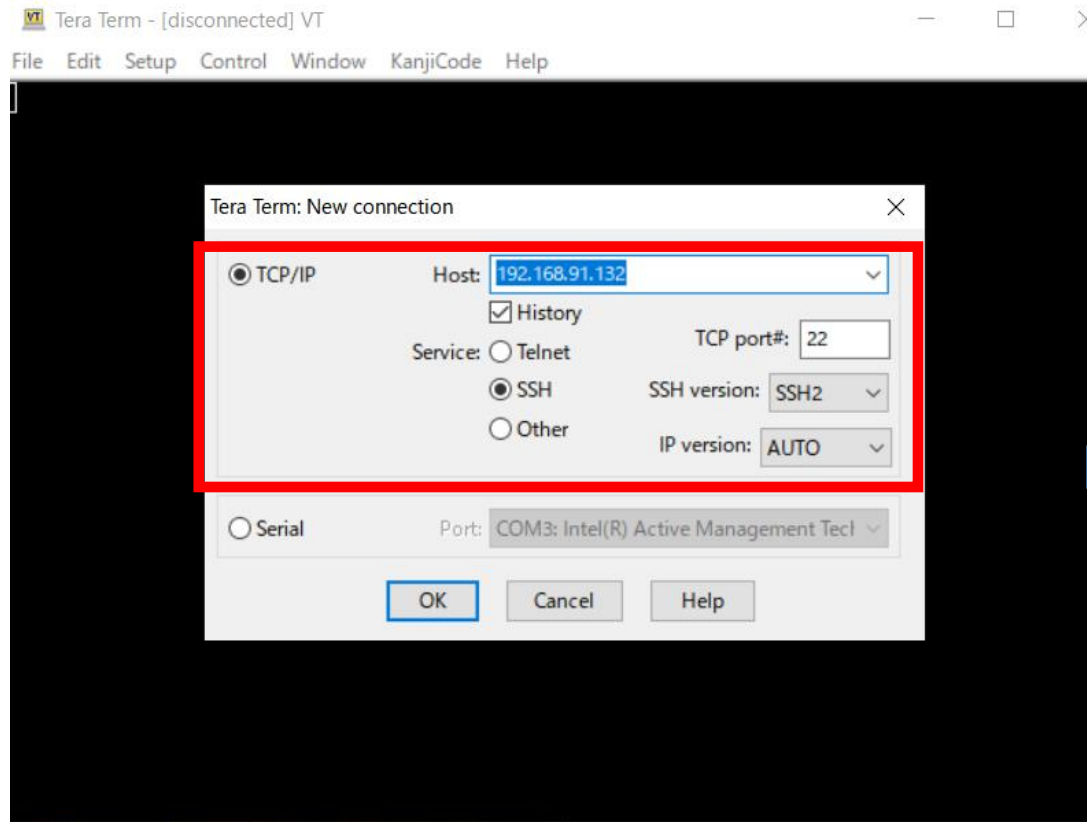 Tera Term - [disconnected] VT
File Edit Setup Control Window KanjiCode Help
Tera Term: New connection
TCP/IP Host: 192.168.91.132
History
Service: Telnet TCP port#: 22
SSH SSH version: SSH2
Other IP version: AUTO
Serial Port: COM3: Intel(R) Active Management Tecl
OK Cancel Help